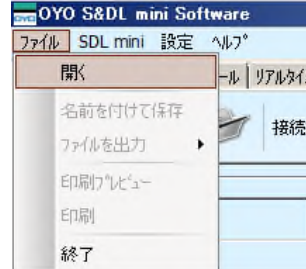 OYO S&DL mini Software
ファイル SDL mini 設定 ヘルプ
開く
ール リアルタイ
名前を付けて保存
接続
ファイルを出力
印刷プレビュー
印刷
終了